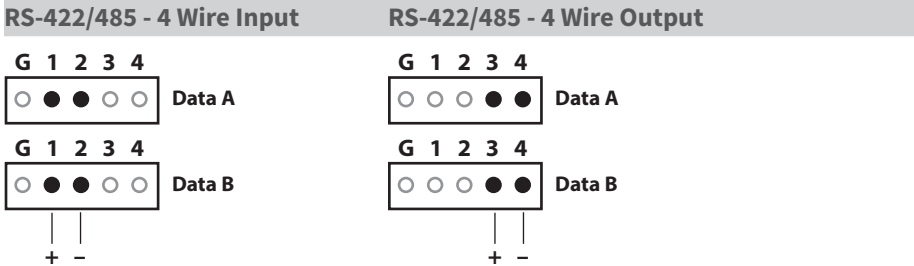 RS-422/485 - 4 Wire Input
G 1 2 3 4
Data A
G 1 2 3 4
Data B
+ –
RS-422/485 - 4 Wire Output
G 1 2 3 4
Data A
G 1 2 3 4
Data B
+ –